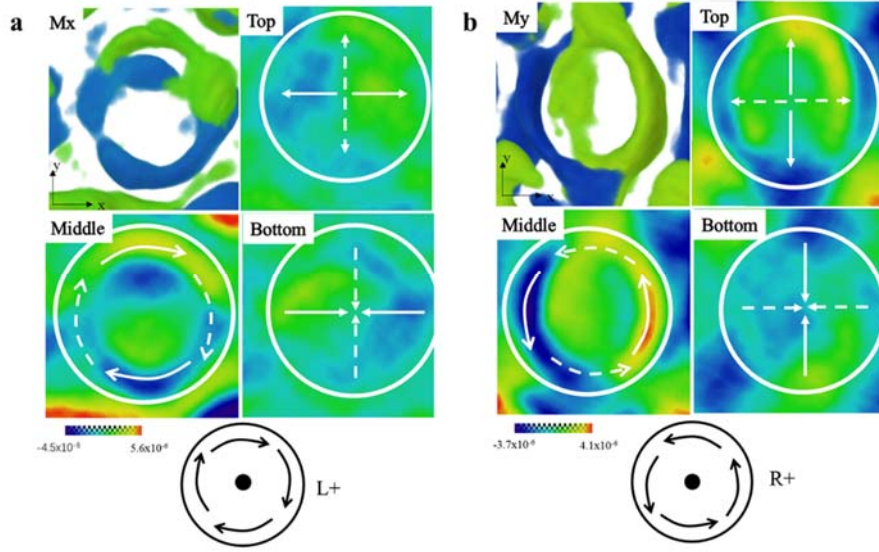 a
Mx
Top
y
x
Middle
Bottom
-4.5x10⁻⁵
5.6x10⁻⁶
L+
b
My
Top
y
x
Middle
Bottom
-3.7x10⁻⁶
4.1x10⁻⁶
R+